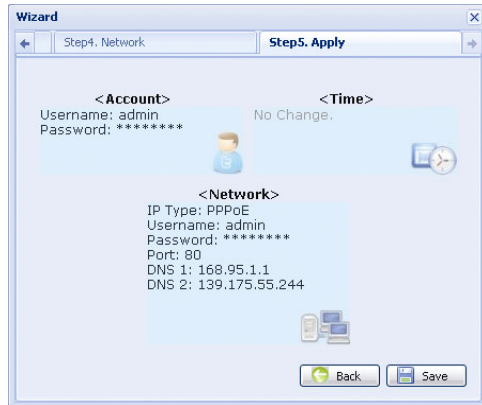 Wizard
Step4. Network
Step5. Apply
<Account>
Username: admin
Password: ********
<Time>
No Change.
<Network>
IP Type: PPPoE
Username: admin
Password: ********
Port: 80
DNS 1: 168.95.1.1
DNS 2: 139.175.55.244
Back
Save